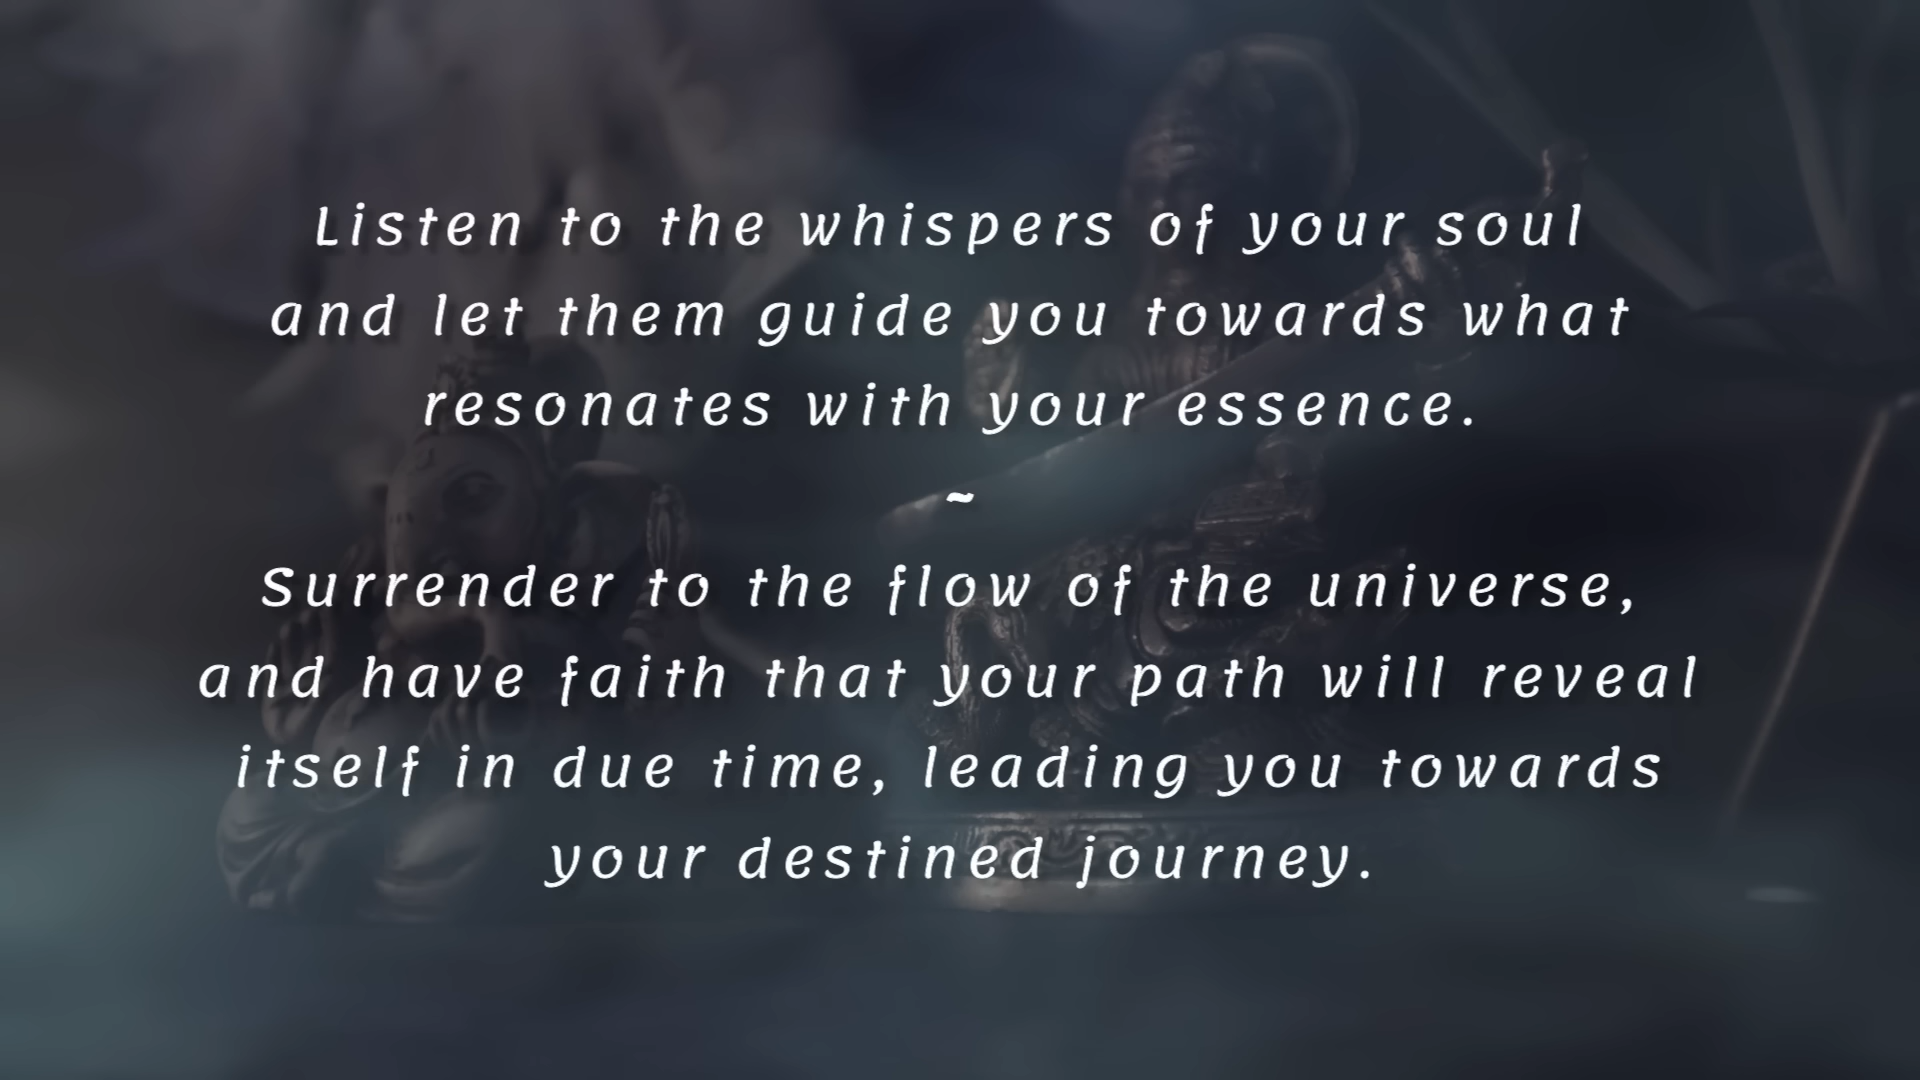 Listen to the whispers of your soul
and let them guide you towards what
resonates with your essence.
~
Surrender to the flow of the universe,
and have faith that your path will reveal
itself in due time, leading you towards
your destined journey.